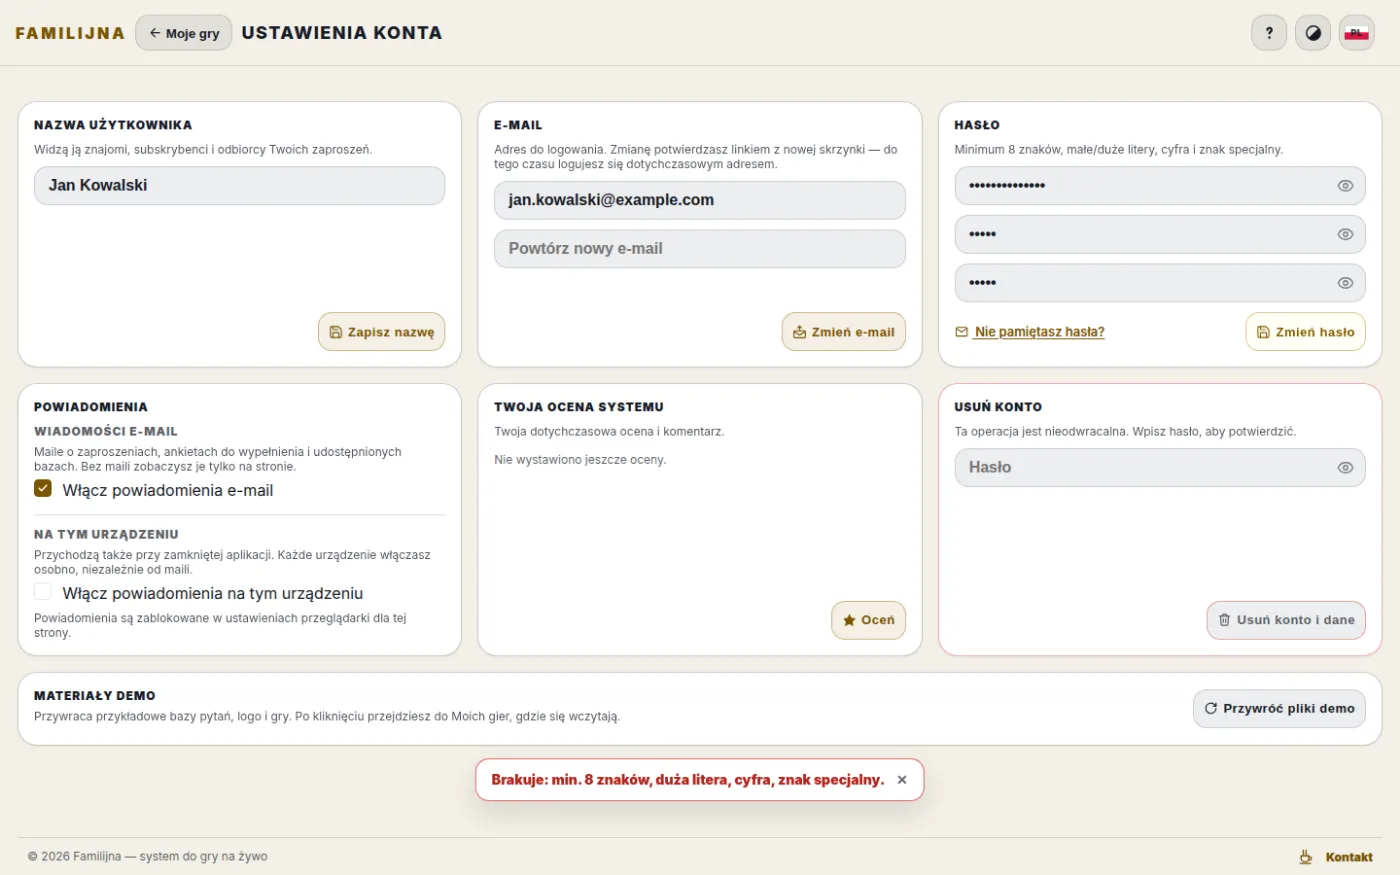 FAMILIJNA
← Moje gry
USTAWIENIA KONTA
?
PL
NAZWA UŻYTKOWNIKA
Widzą ją znajomi, subskrybenci i odbiorcy Twoich zaproszeń.
Jan Kowalski
Zapisz nazwę
E-MAIL
Adres do logowania. Zmianę potwierdzasz linkiem z nowej skrzynki — do
tego czasu logujesz się dotychczasowym adresem.
jan.kowalski@example.com
Powtórz nowy e-mail
Zmień e-mail
HASŁO
Minimum 8 znaków, małe/duże litery, cyfra i znak specjalny.
••••••••••••••
•••••
•••••
Nie pamiętasz hasła?
Zmień hasło
POWIADOMIENIA
WIADOMOŚCI E-MAIL
Maile o zaproszeniach, ankietach do wypełnienia i udostępnionych
bazach. Bez maili zobaczysz je tylko na stronie.
Włącz powiadomienia e-mail
NA TYM URZĄDZENIU
Przychodzą także przy zamkniętej aplikacji. Każde urządzenie włączasz
osobno, niezależnie od maili.
Włącz powiadomienia na tym urządzeniu
Powiadomienia są zablokowane w ustawieniach przeglądarki dla tej
strony.
TWOJA OCENA SYSTEMU
Twoja dotychczasowa ocena i komentarz.
Nie wystawiono jeszcze oceny.
Oceń
USUŃ KONTO
Ta operacja jest nieodwracalna. Wpisz hasło, aby potwierdzić.
Hasło
Usuń konto i dane
MATERIAŁY DEMO
Przywraca przykładowe bazy pytań, logo i gry. Po kliknięciu przejdziesz do Moich gier, gdzie się wczytają.
Przywróć pliki demo
Brakuje: min. 8 znaków, duża litera, cyfra, znak specjalny. ×
© 2026 Familijna — system do gry na żywo
Kontakt